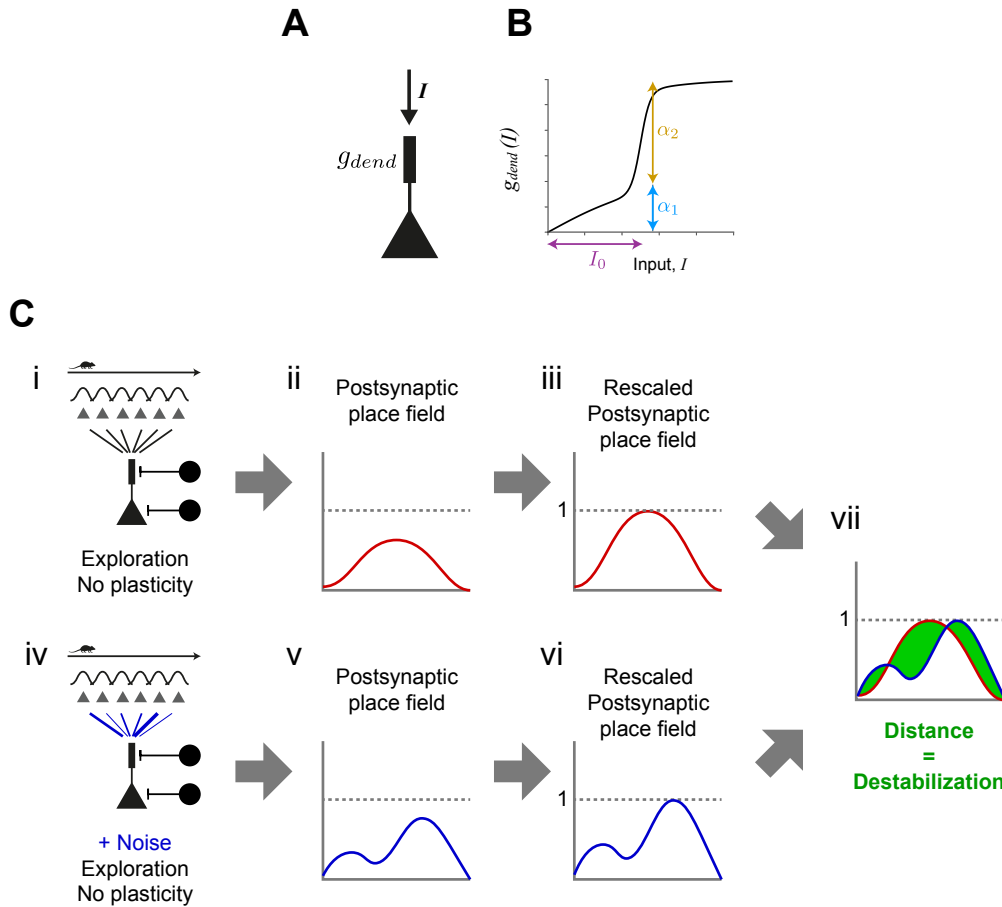 A
I
g_dend
B
g_dend(I)
α₂
α₁
I₀
Input, I
C
i
Exploration
No plasticity
ii
Postsynaptic
place field
iii
Rescaled
Postsynaptic
place field
1
iv
+ Noise
Exploration
No plasticity
v
Postsynaptic
place field
vi
Rescaled
Postsynaptic
place field
1
vii
1
Distance
=
Destabilization